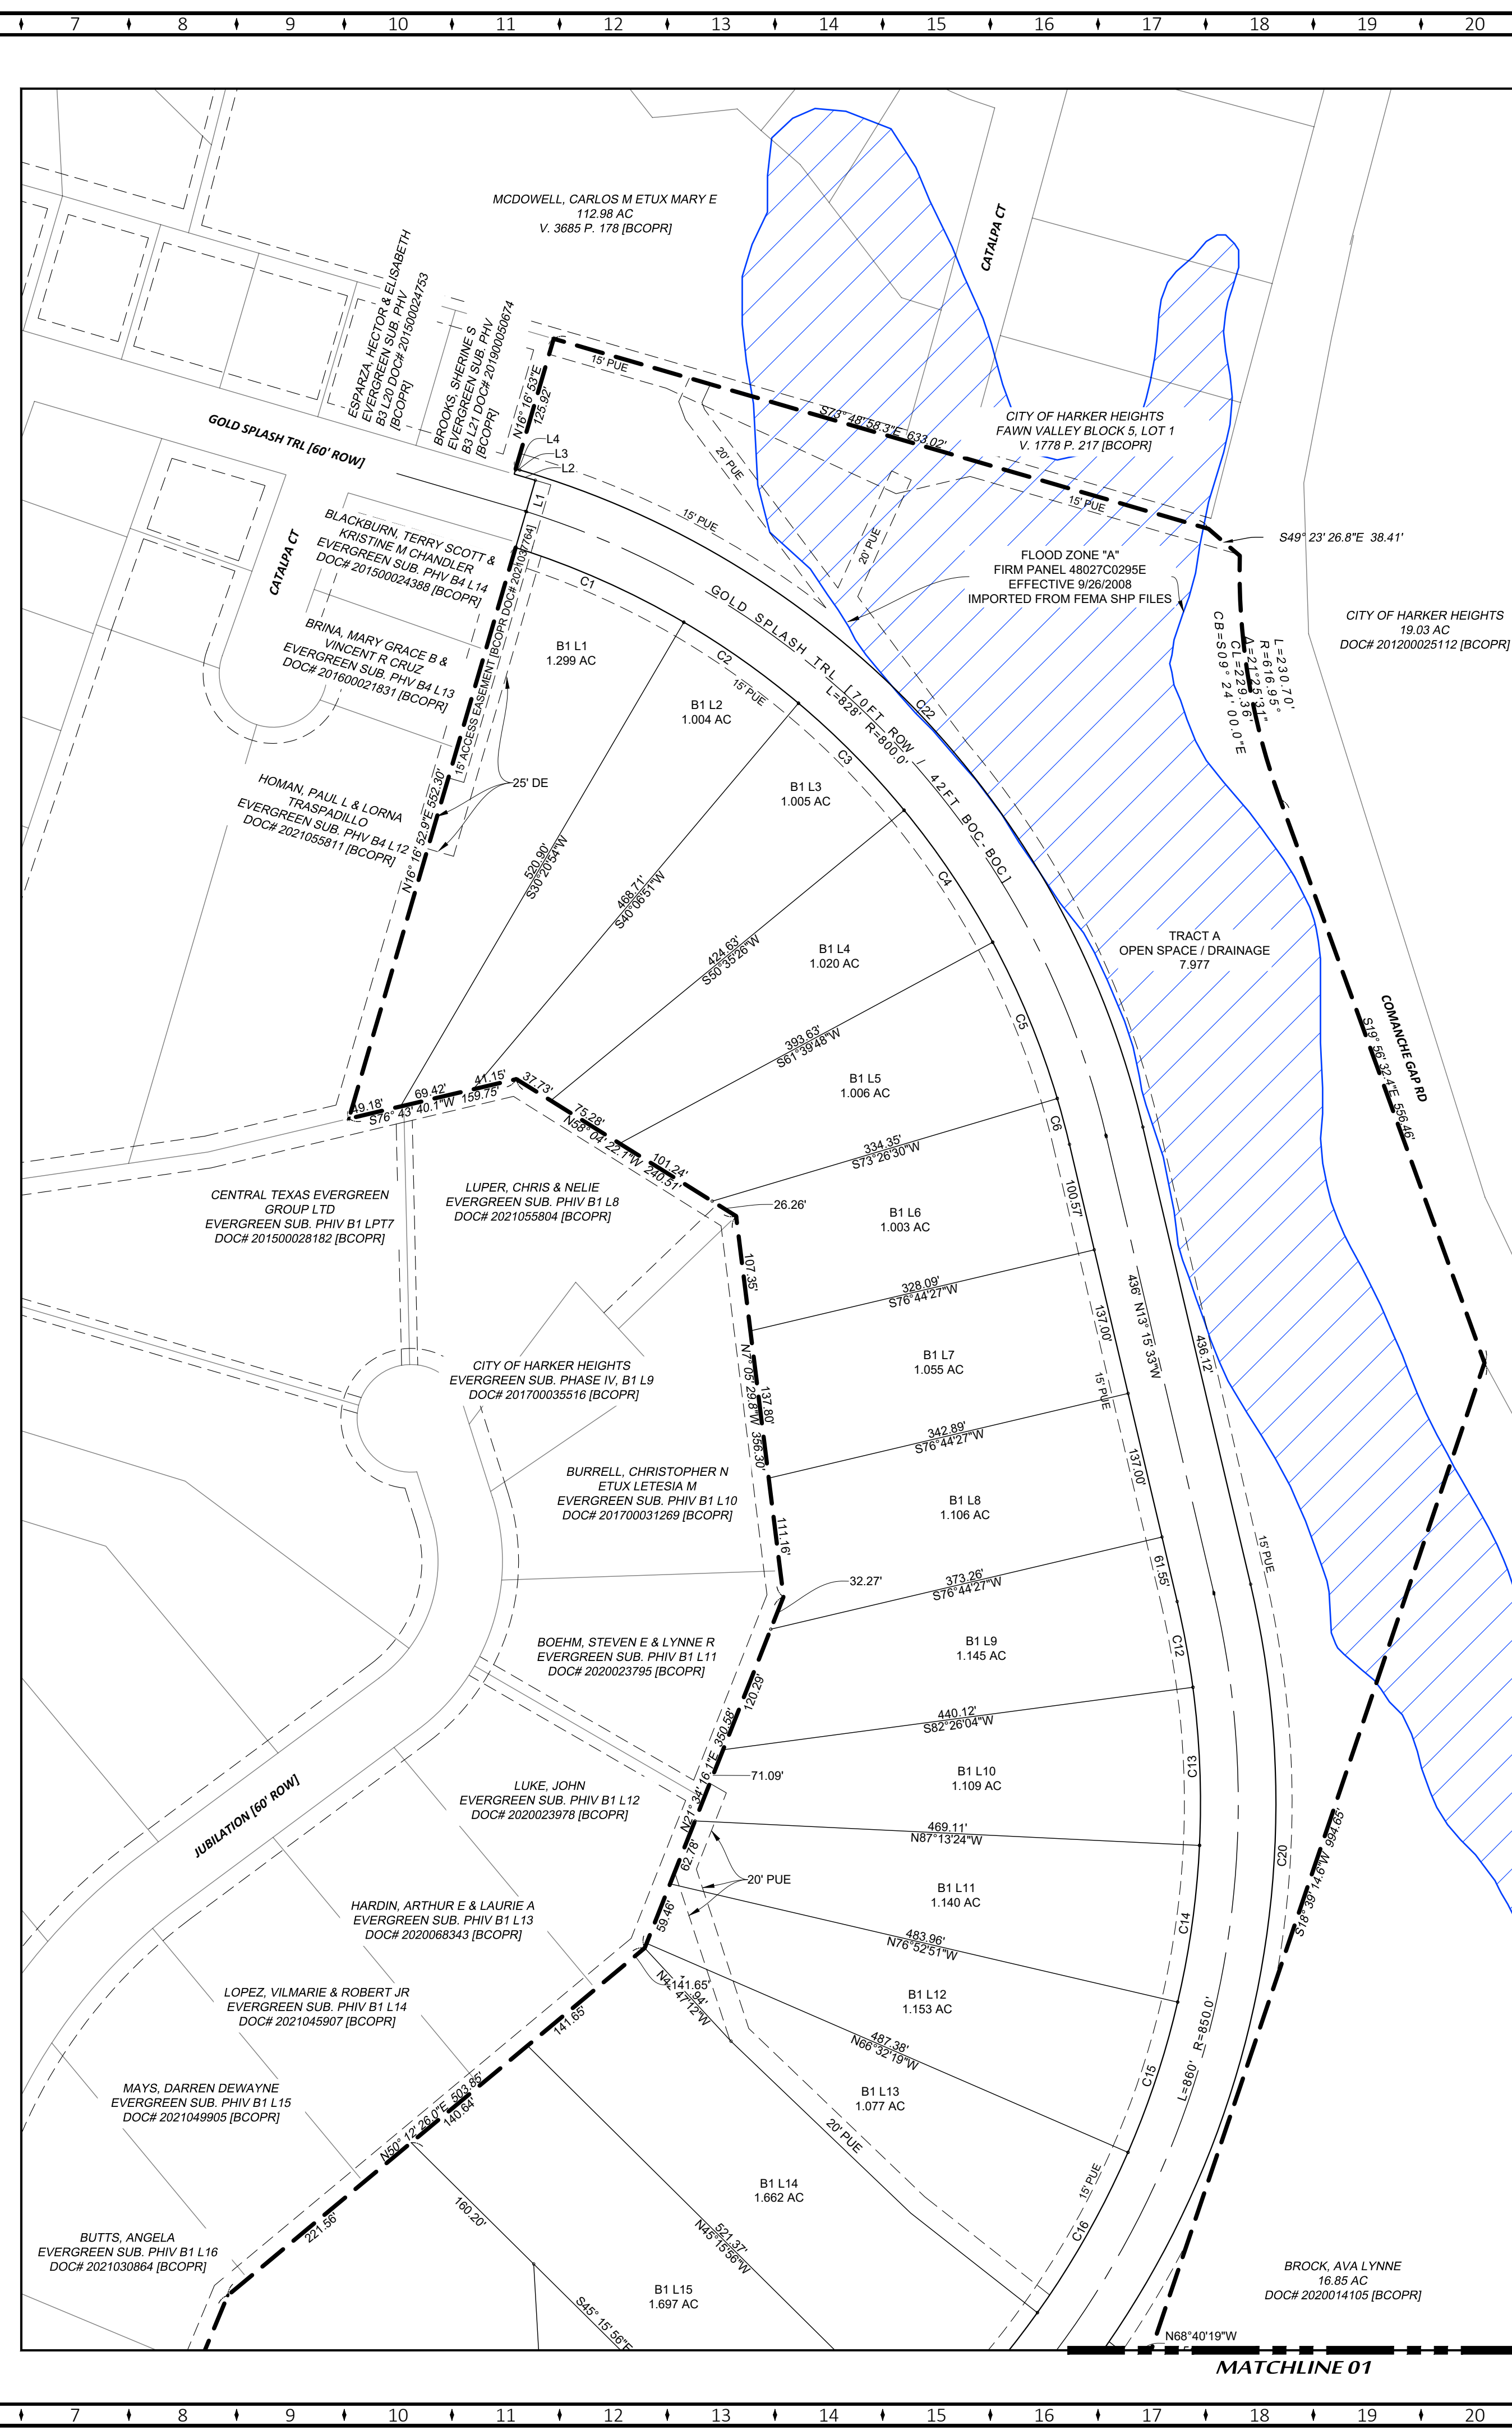 7 8 9 10 11 12 13 14 15 16 17 18 19 20
MCDOWELL, CARLOS M ETUX MARY E
112.98 AC
V. 3685 P. 178 [BCOPR]
CATALPA CT
ESPARZA, HECTOR & ELISABETH
EVERGREEN SUB. PHV
B3 L20 DOC# 201500024753
[BCOPR]
BROOKS, SHERINE S
EVERGREEN SUB. PHV
B3 L21 DOC# 201900050674
[BCOPR]
N16° 16' 53"E
125.92'
15' PUE
S73° 48' 58.3"E 633.02'
CITY OF HARKER HEIGHTS
FAWN VALLEY BLOCK 5, LOT 1
V. 1778 P. 217 [BCOPR]
GOLD SPLASH TRL [60' ROW]
L4
L3
L2
L1
20' PUE
15' PUE
15' PUE
20' PUE
S49° 23' 26.8"E 38.41'
FLOOD ZONE "A"
FIRM PANEL 48027C0295E
EFFECTIVE 9/26/2008
IMPORTED FROM FEMA SHP FILES
CITY OF HARKER HEIGHTS
19.03 AC
DOC# 201200025112 [BCOPR]
BLACKBURN, TERRY SCOTT &
KRISTINE M CHANDLER
EVERGREEN SUB. PHV B4 L14
DOC# 201500024388 [BCOPR]
CATALPA CT
15' ACCESS EASEMENT [BCOPR DOC# 2021037764]
C1
BRINA, MARY GRACE B &
VINCENT R CRUZ
EVERGREEN SUB. PHV B4 L13
DOC# 201600021831 [BCOPR]
B1 L1
1.299 AC
C2
15' PUE
B1 L2
1.004 AC
GOLD SPLASH TRL [70FT ROW / 42FT BOC-BOC]
L=828' R=800.0'
C22
L=230.70'
R=616.95°
Δ=21°25'31"
CL=229.36'
CB=S09° 24' 00.0"E
HOMAN, PAUL L & LORNA
TRASPADILLO
EVERGREEN SUB. PHV B4 L12
DOC# 2021055811 [BCOPR]
25' DE
N16° 16' 52.9"E 552.30'
C3
B1 L3
1.005 AC
520.90'
S30°20'54"W
468.71'
S40°06'51"W
C4
424.63'
S50°35'26"W
B1 L4
1.020 AC
TRACT A
OPEN SPACE / DRAINAGE
7.977
COMANCHE GAP RD
S19° 56' 32.4"E 556.46'
C5
393.63'
S61°39'48"W
B1 L5
1.006 AC
49.18'
69.42'
41.15'
S76° 43' 40.1"W 159.75'
37.73'
75.28'
N58° 04' 22.1"W 240.51'
101.24'
C6
334.35'
S73°26'30"W
CENTRAL TEXAS EVERGREEN
GROUP LTD
EVERGREEN SUB. PHIV B1 LPT7
DOC# 201500028182 [BCOPR]
LUPER, CHRIS & NELIE
EVERGREEN SUB. PHIV B1 L8
DOC# 2021055804 [BCOPR]
26.26'
100.57'
B1 L6
1.003 AC
107.35'
328.09'
S76°44'27"W
436' N13° 15' 33"W
137.00'
436.12'
CITY OF HARKER HEIGHTS
EVERGREEN SUB. PHASE IV, B1 L9
DOC# 201700035516 [BCOPR]
N7° 05' 29.8"W 356.30'
137.80'
B1 L7
1.055 AC
15' PUE
342.89'
S76°44'27"W
137.00'
BURRELL, CHRISTOPHER N
ETUX LETESIA M
EVERGREEN SUB. PHIV B1 L10
DOC# 201700031269 [BCOPR]
111.16'
B1 L8
1.106 AC
15' PUE
61.55'
32.27'
373.26'
S76°44'27"W
BOEHM, STEVEN E & LYNNE R
EVERGREEN SUB. PHIV B1 L11
DOC# 2020023795 [BCOPR]
120.29'
B1 L9
1.145 AC
C12
N21° 34' 16.1"E 350.58'
440.12'
S82°26'04"W
71.09'
B1 L10
1.109 AC
C13
LUKE, JOHN
EVERGREEN SUB. PHIV B1 L12
DOC# 2020023978 [BCOPR]
JUBILATION [60' ROW]
62.78'
469.11'
N87°13'24"W
C20
S18° 39' 14.6"W 994.65'
20' PUE
B1 L11
1.140 AC
59.46'
HARDIN, ARTHUR E & LAURIE A
EVERGREEN SUB. PHIV B1 L13
DOC# 2020068343 [BCOPR]
483.96'
N76°52'51"W
C14
141.65'
47'12"W
B1 L12
1.153 AC
LOPEZ, VILMARIE & ROBERT JR
EVERGREEN SUB. PHIV B1 L14
DOC# 2021045907 [BCOPR]
141.65'
487.38'
N66°32'19"W
L=860' R=850.0'
C15
MAYS, DARREN DEWAYNE
EVERGREEN SUB. PHIV B1 L15
DOC# 2021049905 [BCOPR]
N50° 12' 26.0"E 503.85'
140.64'
20' PUE
B1 L13
1.077 AC
15' PUE
B1 L14
1.662 AC
160.20'
221.56'
521.37'
N45°15'56"W
C16
BUTTS, ANGELA
EVERGREEN SUB. PHIV B1 L16
DOC# 2021030864 [BCOPR]
B1 L15
1.697 AC
S45° 15' 56"E
BROCK, AVA LYNNE
16.85 AC
DOC# 2020014105 [BCOPR]
N68°40'19"W
MATCHLINE 01
7 8 9 10 11 12 13 14 15 16 17 18 19 20